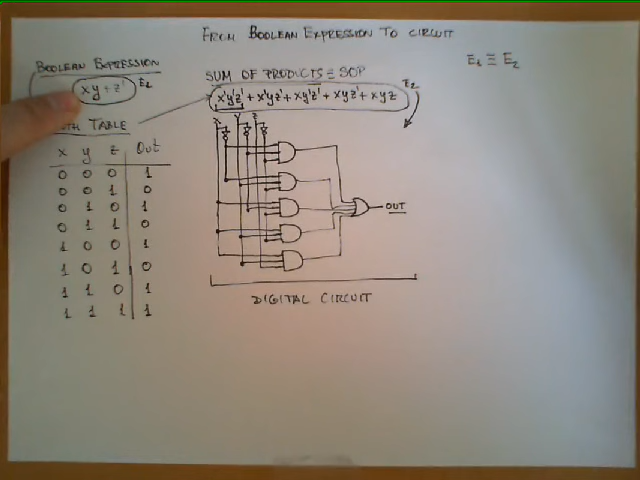 FROM BOOLEAN EXPRESSION TO CIRCUIT
BOOLEAN EXPRESSION
xy + z' E1
SUM OF PRODUCTS ≡ SOP
x'y'z' + x'yz' + xy'z' + xyz' + xyz E2
E1 ≡ E2
TABLE
x y z Out
0 0 0 1
0 0 1 0
0 1 0 1
0 1 1 0
1 0 0 1
1 0 1 0
1 1 0 1
1 1 1 1
x y z
OUT
DIGITAL CIRCUIT